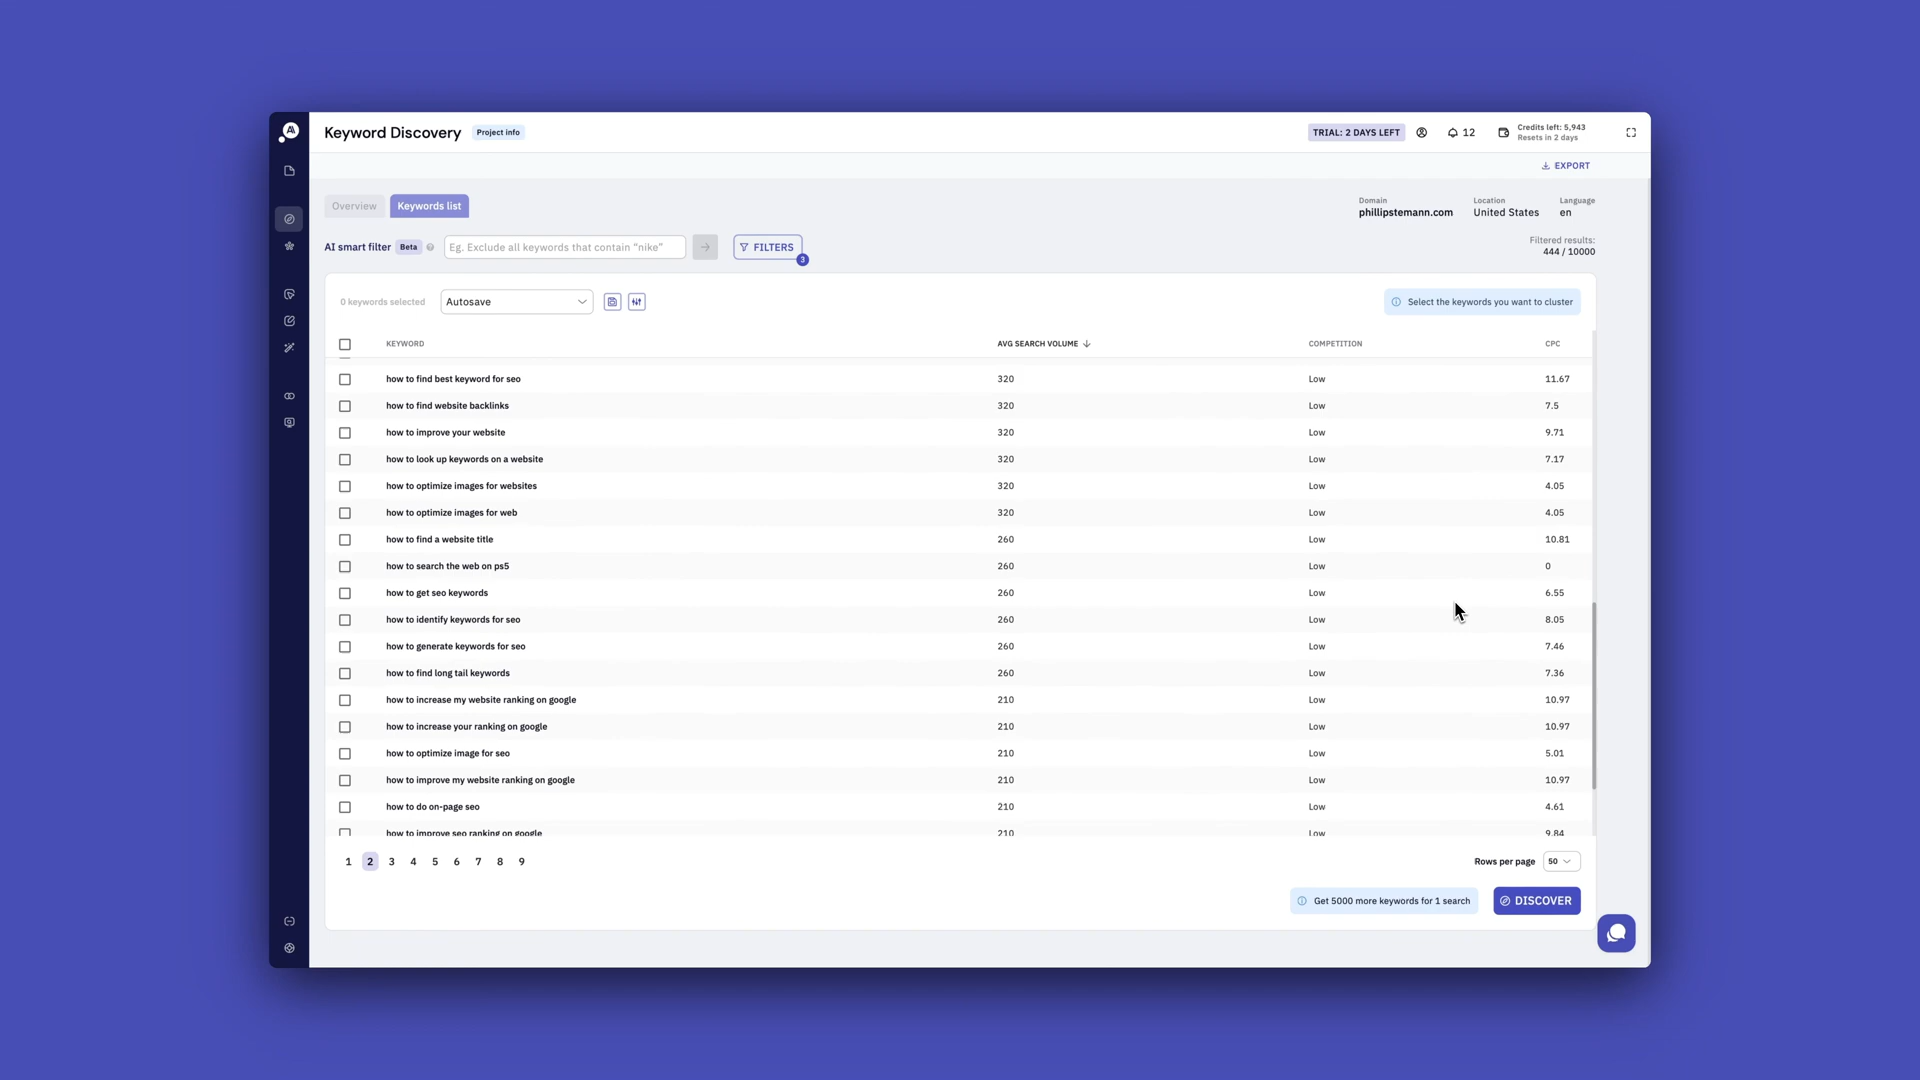 Keyword Discovery Project info TRIAL: 2 DAYS LEFT 12 Credits left: 5,943
Resets in 2 days
EXPORT
Overview Keywords list
Domain Location Language
phillipstemann.com United States en
AI smart filter Beta Eg. Exclude all keywords that contain "nike" FILTERS 3
Filtered results:
444 / 10000
0 keywords selected Autosave Select the keywords you want to cluster
KEYWORD AVG SEARCH VOLUME COMPETITION CPC
how to find best keyword for seo 320 Low 11.67
how to find website backlinks 320 Low 7.5
how to improve your website 320 Low 9.71
how to look up keywords on a website 320 Low 7.17
how to optimize images for websites 320 Low 4.05
how to optimize images for web 320 Low 4.05
how to find a website title 260 Low 10.81
how to search the web on ps5 260 Low 0
how to get seo keywords 260 Low 6.55
how to identify keywords for seo 260 Low 8.05
how to generate keywords for seo 260 Low 7.46
how to find long tail keywords 260 Low 7.36
how to increase my website ranking on google 210 Low 10.97
how to increase your ranking on google 210 Low 10.97
how to optimize image for seo 210 Low 5.01
how to improve my website ranking on google 210 Low 10.97
how to do on-page seo 210 Low 4.61
how to improve seo ranking on google 210 Low 9.84
1 2 3 4 5 6 7 8 9 Rows per page 50
Get 5000 more keywords for 1 search DISCOVER